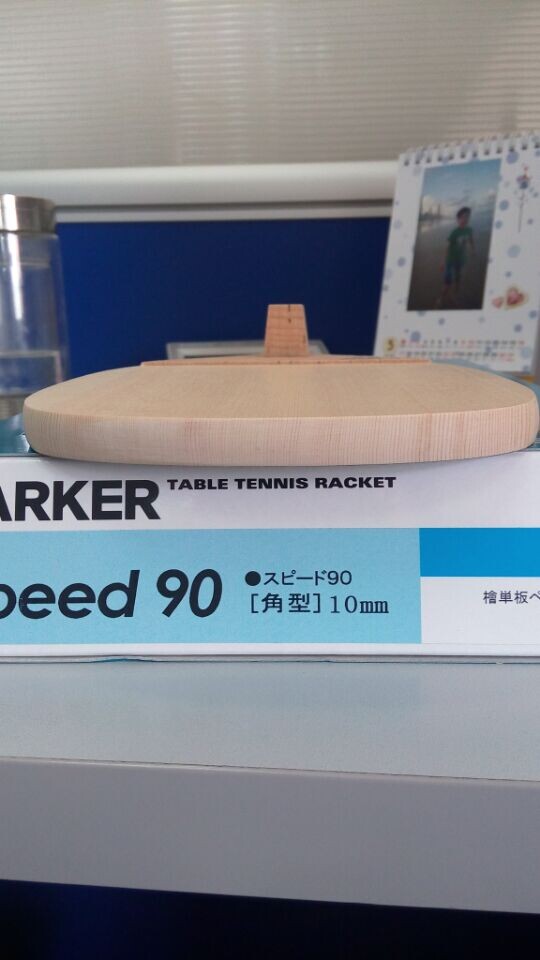 ARKER TABLE TENNIS RACKET
peed 90
●スピード90
[角型]10mm
檜単板ペ
5